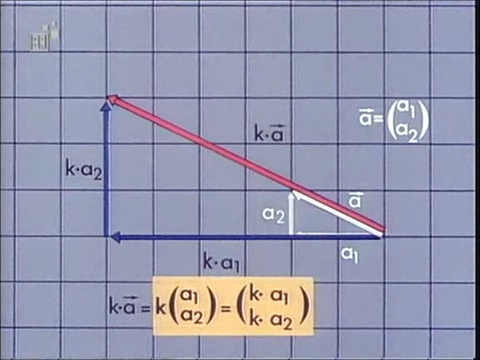 k·a⃗
a⃗ = (a₁
a₂)
k·a₂
a⃗
a₂
a₁
k·a₁
k·a⃗ = k(a₁ a₂) = (k·a₁ k·a₂)